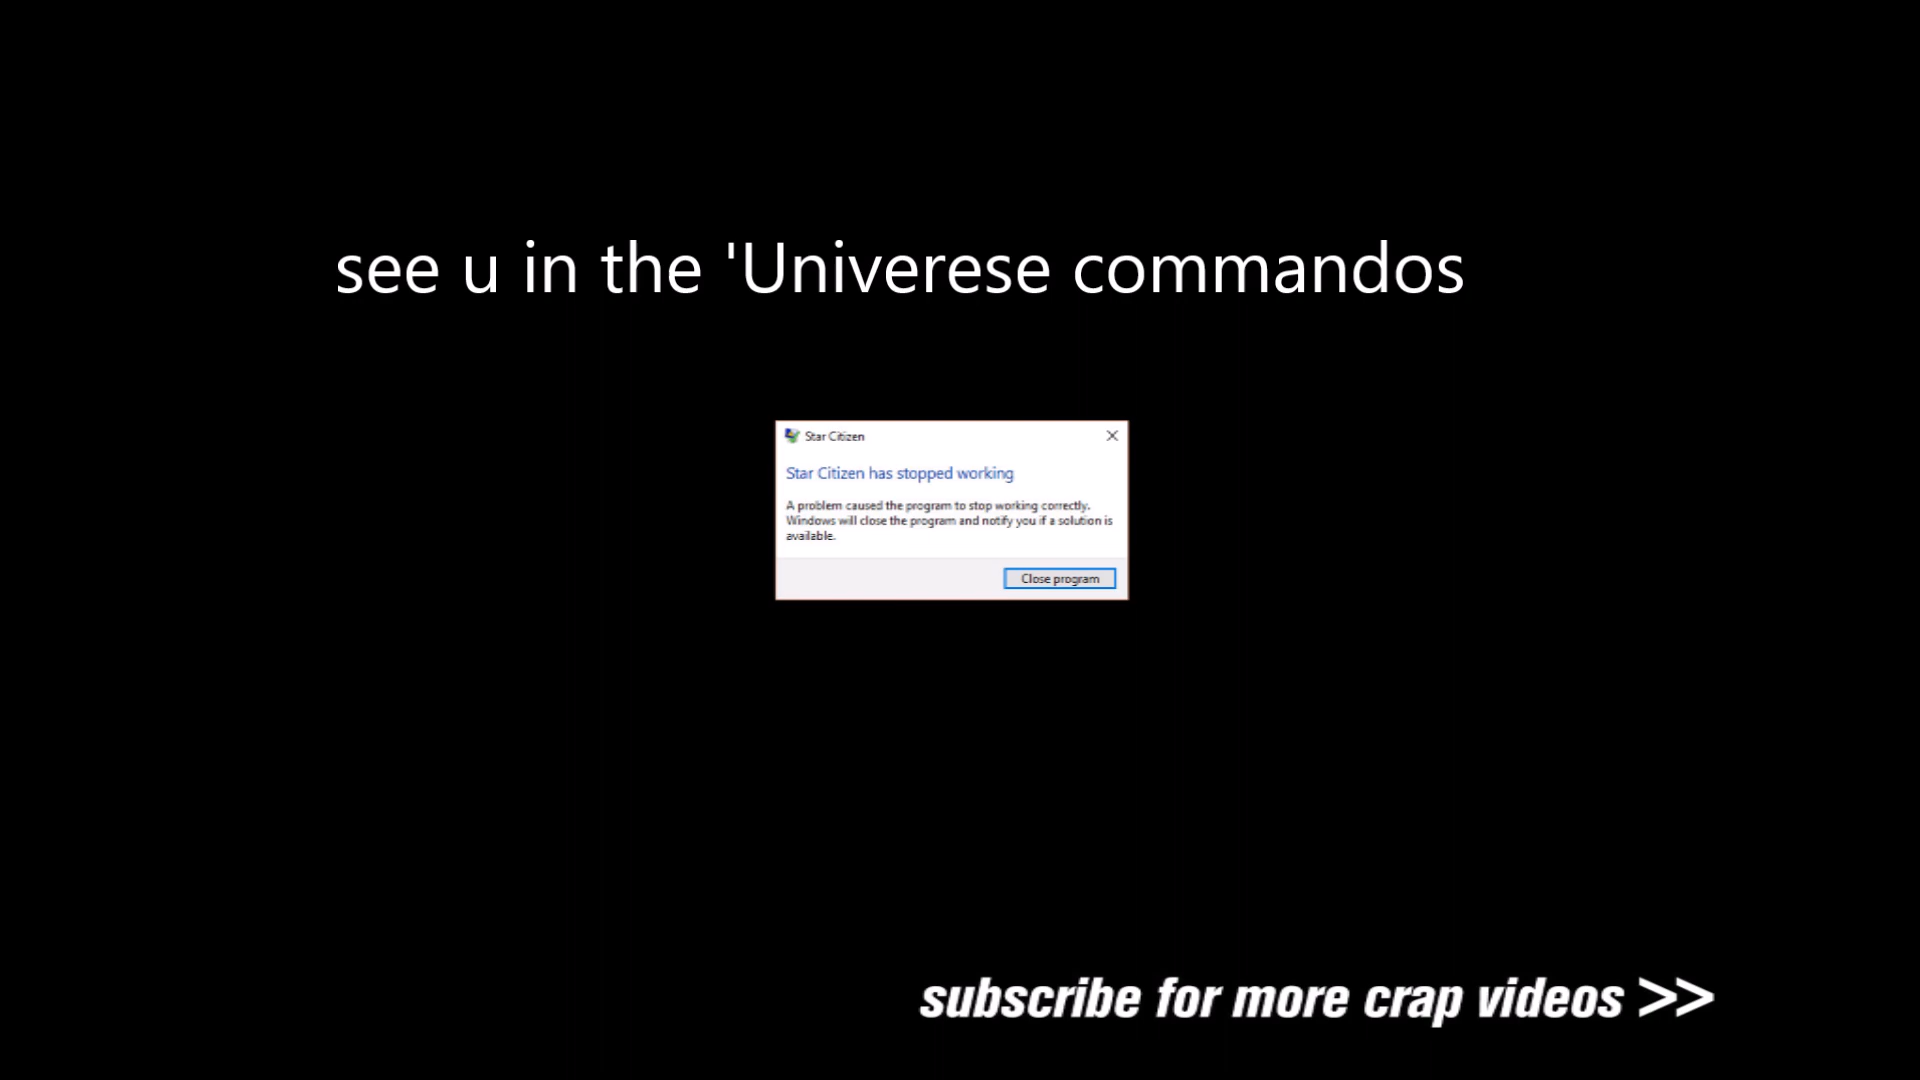 see u in the 'Univerese commandos
Star Citizen
Star Citizen has stopped working
A problem caused the program to stop working correctly.
Windows will close the program and notify you if a solution is
available.
Close program
subscribe for more crap videos >>